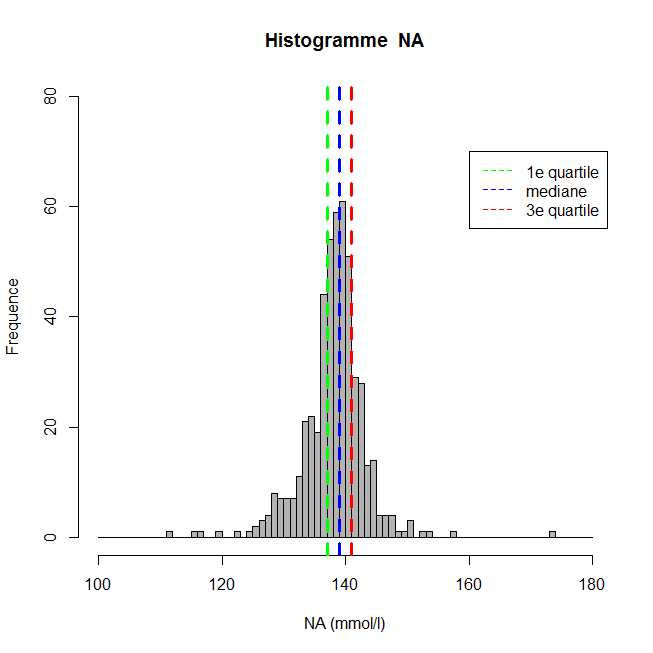 Histogramme  NA
80
60
40
20
0
Frequence
1e quartile
mediane
3e quartile
100
120
140
160
180
NA (mmol/l)